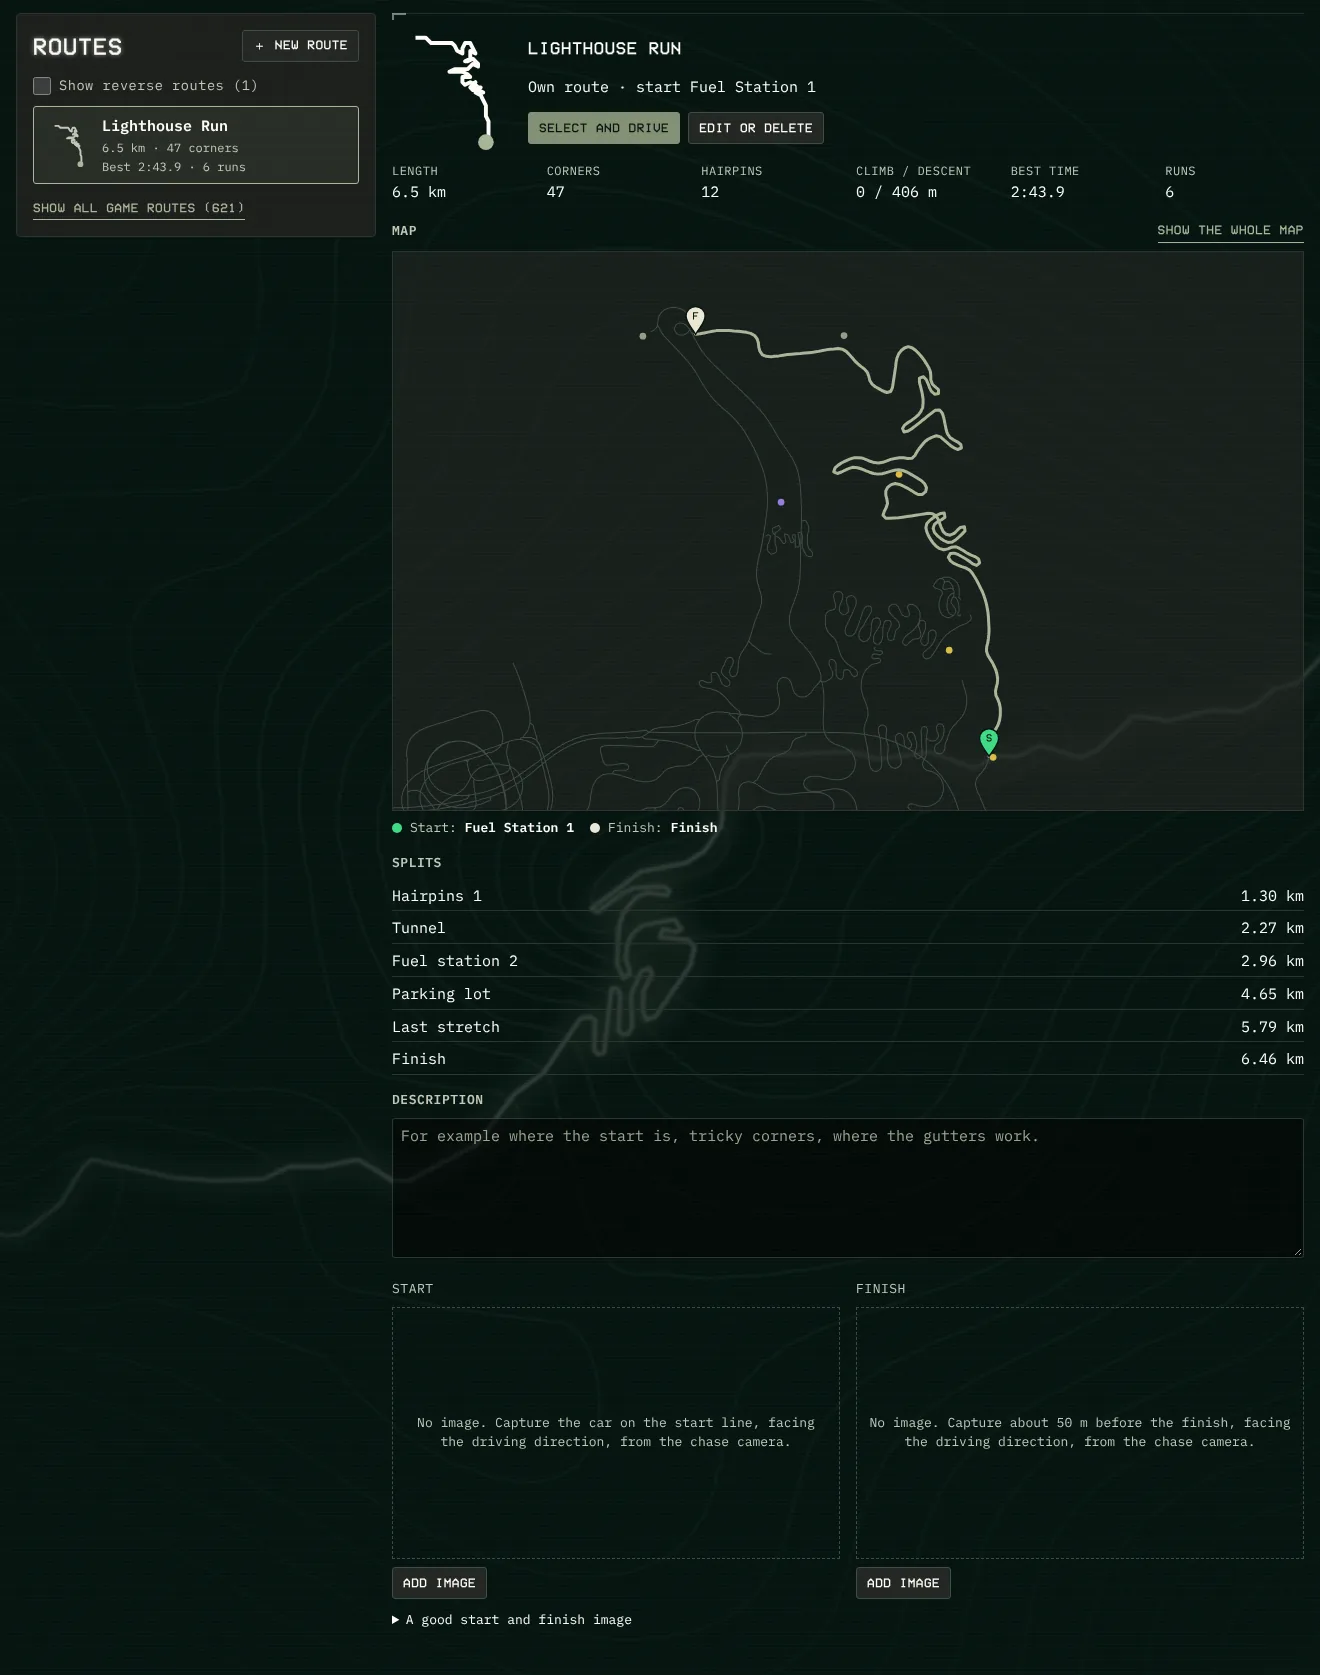 ROUTES
+ NEW ROUTE
Show reverse routes (1)
Lighthouse Run
6.5 km · 47 corners
Best 2:43.9 · 6 runs
SHOW ALL GAME ROUTES (621)
LIGHTHOUSE RUN
Own route · start Fuel Station 1
SELECT AND DRIVE
EDIT OR DELETE
LENGTH
6.5 km
CORNERS
47
HAIRPINS
12
CLIMB / DESCENT
0 / 406 m
BEST TIME
2:43.9
RUNS
6
MAP
SHOW THE WHOLE MAP
F
S
Start: Fuel Station 1
Finish: Finish
SPLITS
Hairpins 1 1.30 km
Tunnel 2.27 km
Fuel station 2 2.96 km
Parking lot 4.65 km
Last stretch 5.79 km
Finish 6.46 km
DESCRIPTION
For example where the start is, tricky corners, where the gutters work.
START
No image. Capture the car on the start line, facing
the driving direction, from the chase camera.
ADD IMAGE
FINISH
No image. Capture about 50 m before the finish, facing
the driving direction, from the chase camera.
ADD IMAGE
A good start and finish image